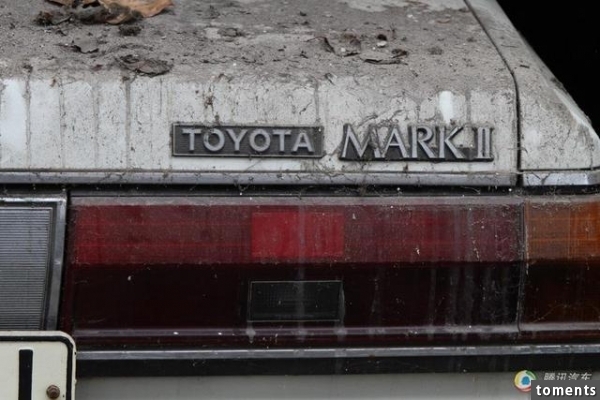 TOYOTA MARK II
腾讯汽车
toments